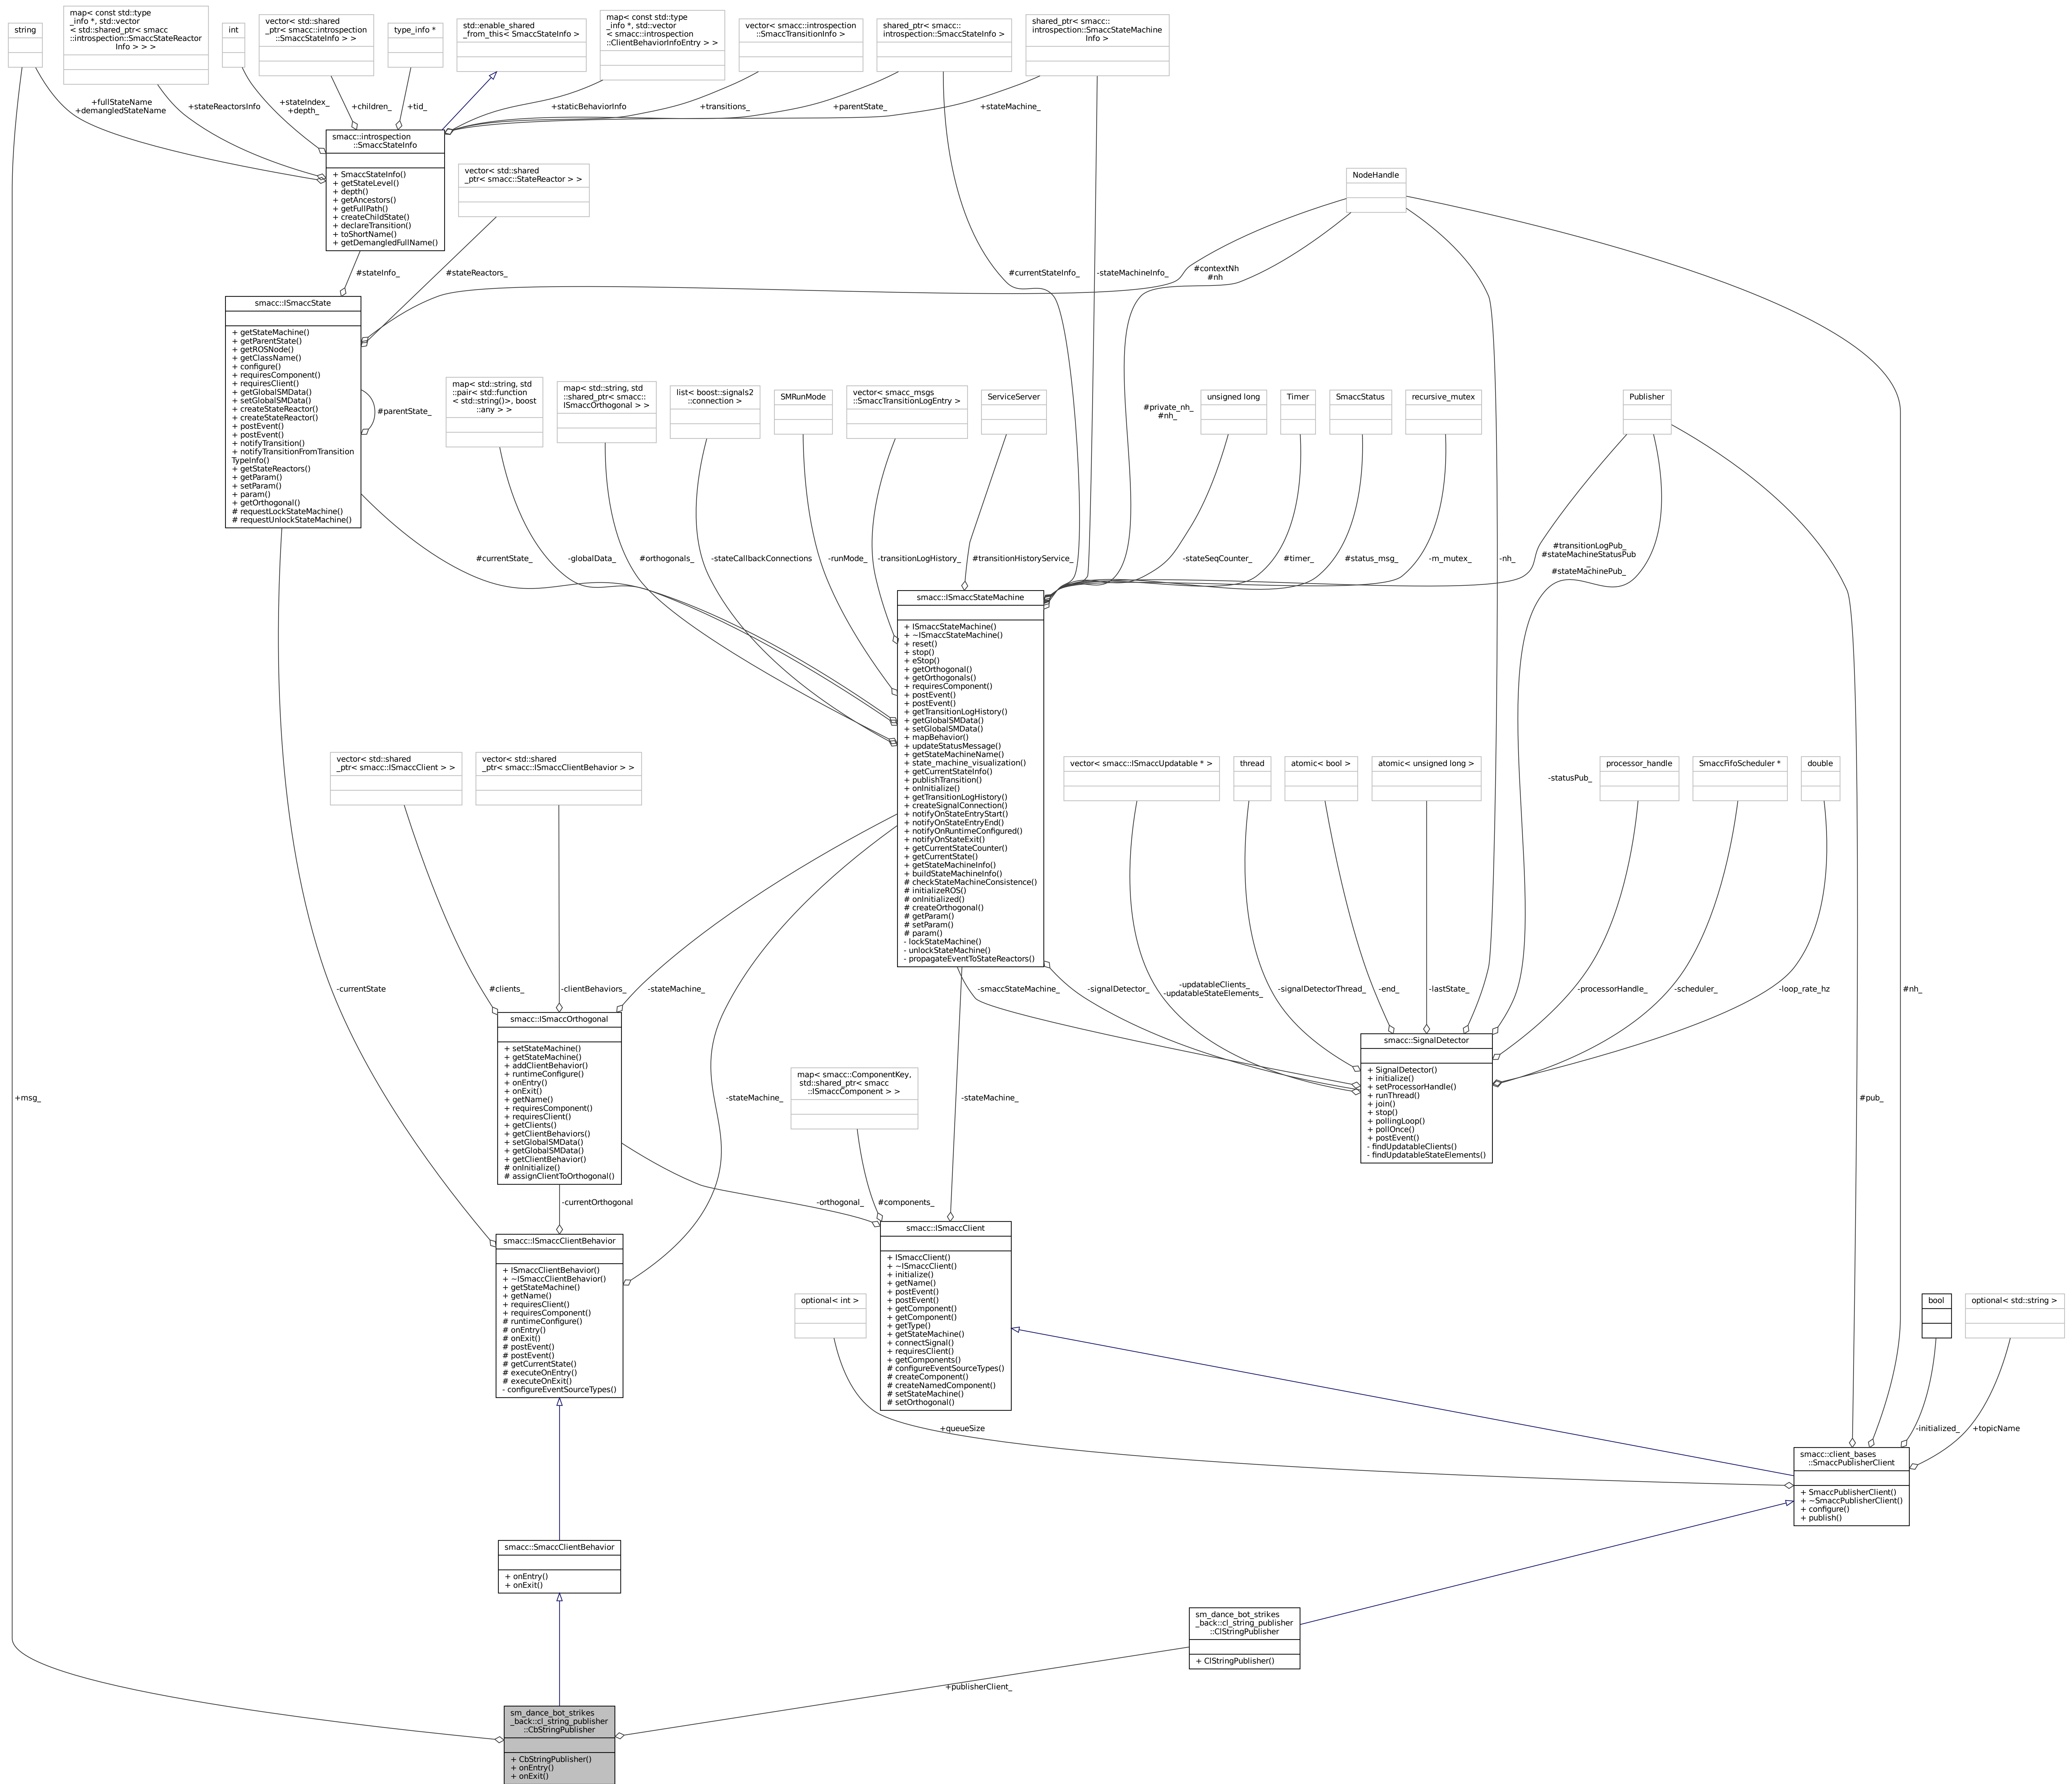 string
map< const std::type
_info *, std::vector
< std::shared_ptr< smacc
::introspection::SmaccStateReactor
Info > > >
int
vector< std::shared
_ptr< smacc::introspection
::SmaccStateInfo > >
type_info *
std::enable_shared
_from_this< SmaccStateInfo >
map< const std::type
_info *, std::vector
< smacc::introspection
::ClientBehaviorInfoEntry > >
vector< smacc::introspection
::SmaccTransitionInfo >
shared_ptr< smacc::
introspection::SmaccStateInfo >
shared_ptr< smacc::
introspection::SmaccStateMachine
Info >
+fullStateName
+demangledStateName
+stateReactorsInfo
+stateIndex_
+depth_
+children_
+tid_
+staticBehaviorInfo
+transitions_
+parentState_
+stateMachine_
smacc::introspection
::SmaccStateInfo
+ SmaccStateInfo()
+ getStateLevel()
+ depth()
+ getAncestors()
+ getFullPath()
+ createChildState()
+ declareTransition()
+ toShortName()
+ getDemangledFullName()
vector< std::shared
_ptr< smacc::StateReactor > >
NodeHandle
#stateInfo_
#stateReactors_
#currentStateInfo_
-stateMachineInfo_
#contextNh
#nh
smacc::ISmaccState
+ getStateMachine()
+ getParentState()
+ getROSNode()
+ getClassName()
+ configure()
+ requiresComponent()
+ requiresClient()
+ getGlobalSMData()
+ setGlobalSMData()
+ createStateReactor()
+ createStateReactor()
+ postEvent()
+ postEvent()
+ notifyTransition()
+ notifyTransitionFromTransition
TypeInfo()
+ getStateReactors()
+ getParam()
+ setParam()
+ param()
+ getOrthogonal()
# requestLockStateMachine()
# requestUnlockStateMachine()
#parentState_
map< std::string, std
::pair< std::function
< std::string()>, boost
::any > >
map< std::string, std
::shared_ptr< smacc::
ISmaccOrthogonal > >
list< boost::signals2
::connection >
SMRunMode
vector< smacc_msgs
::SmaccTransitionLogEntry >
ServiceServer
#private_nh_
#nh_
unsigned long
Timer
SmaccStatus
recursive_mutex
Publisher
#currentState_
-globalData_
#orthogonals_
-stateCallbackConnections
-runMode_
-transitionLogHistory_
#transitionHistoryService_
-stateSeqCounter_
#timer_
#status_msg_
-m_mutex_
-nh_
#transitionLogPub_
#stateMachineStatusPub
_
#stateMachinePub_
smacc::ISmaccStateMachine
+ ISmaccStateMachine()
+ ~ISmaccStateMachine()
+ reset()
+ stop()
+ eStop()
+ getOrthogonal()
+ getOrthogonals()
+ requiresComponent()
+ postEvent()
+ postEvent()
+ getTransitionLogHistory()
+ getGlobalSMData()
+ setGlobalSMData()
+ mapBehavior()
+ updateStatusMessage()
+ getStateMachineName()
+ state_machine_visualization()
+ getCurrentStateInfo()
+ publishTransition()
+ onInitialize()
+ getTransitionLogHistory()
+ createSignalConnection()
+ notifyOnStateEntryStart()
+ notifyOnStateEntryEnd()
+ notifyOnRuntimeConfigured()
+ notifyOnStateExit()
+ getCurrentStateCounter()
+ getCurrentState()
+ getStateMachineInfo()
+ buildStateMachineInfo()
# checkStateMachineConsistence()
# initializeROS()
# onInitialized()
# createOrthogonal()
# getParam()
# setParam()
# param()
- lockStateMachine()
- unlockStateMachine()
- propagateEventToStateReactors()
vector< std::shared
_ptr< smacc::ISmaccClient > >
vector< std::shared
_ptr< smacc::ISmaccClientBehavior > >
vector< smacc::ISmaccUpdatable * >
thread
atomic< bool >
atomic< unsigned long >
-statusPub_
processor_handle
SmaccFifoScheduler *
double
-currentState
#clients_
-clientBehaviors_
-stateMachine_
-smaccStateMachine_
-signalDetector_
-updatableClients_
-updatableStateElements_
-signalDetectorThread_
-end_
-lastState_
-processorHandle_
-scheduler_
-loop_rate_hz
#nh_
smacc::ISmaccOrthogonal
+ setStateMachine()
+ getStateMachine()
+ addClientBehavior()
+ runtimeConfigure()
+ onEntry()
+ onExit()
+ getName()
+ requiresComponent()
+ requiresClient()
+ getClients()
+ getClientBehaviors()
+ setGlobalSMData()
+ getGlobalSMData()
+ getClientBehavior()
# onInitialize()
# assignClientToOrthogonal()
smacc::SignalDetector
+ SignalDetector()
+ initialize()
+ setProcessorHandle()
+ runThread()
+ join()
+ stop()
+ pollingLoop()
+ pollOnce()
+ postEvent()
- findUpdatableClients()
- findUpdatableStateElements()
map< smacc::ComponentKey,
std::shared_ptr< smacc
::ISmaccComponent > >
+msg_
-stateMachine_
-stateMachine_
#pub_
-currentOrthogonal
-orthogonal_
#components_
smacc::ISmaccClientBehavior
+ ISmaccClientBehavior()
+ ~ISmaccClientBehavior()
+ getStateMachine()
+ getName()
+ requiresClient()
+ requiresComponent()
# runtimeConfigure()
# onEntry()
# onExit()
# postEvent()
# postEvent()
# getCurrentState()
# executeOnEntry()
# executeOnExit()
- configureEventSourceTypes()
smacc::ISmaccClient
+ ISmaccClient()
+ ~ISmaccClient()
+ initialize()
+ getName()
+ postEvent()
+ postEvent()
+ getComponent()
+ getComponent()
+ getType()
+ getStateMachine()
+ connectSignal()
+ requiresClient()
+ getComponents()
# configureEventSourceTypes()
# createComponent()
# createNamedComponent()
# setStateMachine()
# setOrthogonal()
optional< int >
bool
optional< std::string >
+queueSize
-initialized_
+topicName
smacc::client_bases
::SmaccPublisherClient
+ SmaccPublisherClient()
+ ~SmaccPublisherClient()
+ configure()
+ publish()
smacc::SmaccClientBehavior
+ onEntry()
+ onExit()
sm_dance_bot_strikes
_back::cl_string_publisher
::ClStringPublisher
+ ClStringPublisher()
+publisherClient_
sm_dance_bot_strikes
_back::cl_string_publisher
::CbStringPublisher
+ CbStringPublisher()
+ onEntry()
+ onExit()